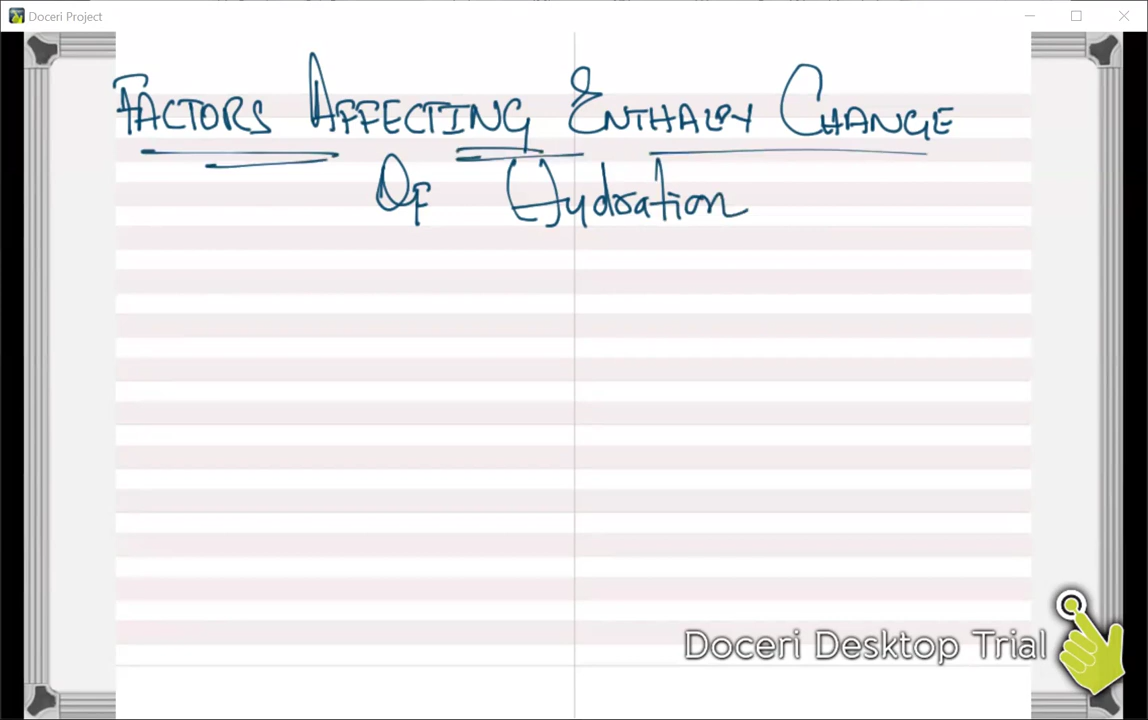 Doceri Project
FACTORS AFFECTING ENTHALPY CHANGE
OF Hydration
Doceri Desktop Trial